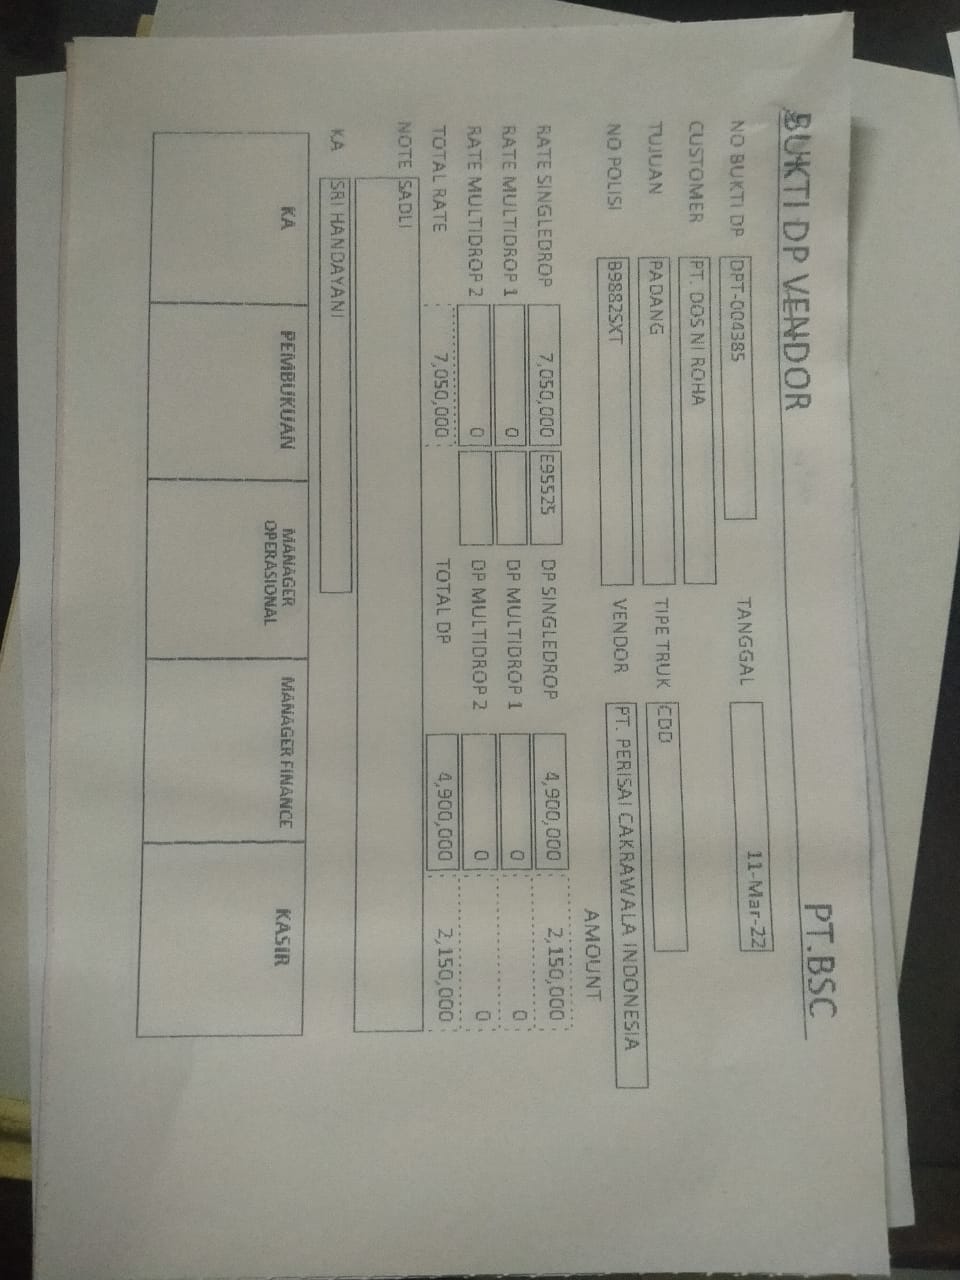 BUKTI DP VENDOR PT.BSC
NO BUKTI DP DPT-004385 TANGGAL 11-Mar-22
CUSTOMER PT. DOS NI ROHA
TUJUAN PADANG TIPE TRUK CDD
NO POLISI B9882SXT VENDOR PT. PERISAI CAKRAWALA INDONESIA
AMOUNT
RATE SINGLEDROP 7,050,000 E95525 DP SINGLEDROP 4,900,000 2,150,000
RATE MULTIDROP 1 0 DP MULTIDROP 1 0 0
RATE MULTIDROP 2 0 DP MULTIDROP 2 0 0
TOTAL RATE 7,050,000 TOTAL DP 4,900,000 2,150,000
NOTE SADLI
KA SRI HANDAYANI
KA PEMBUKUAN MANAGER MANAGER FINANCE KASIR
OPERASIONAL